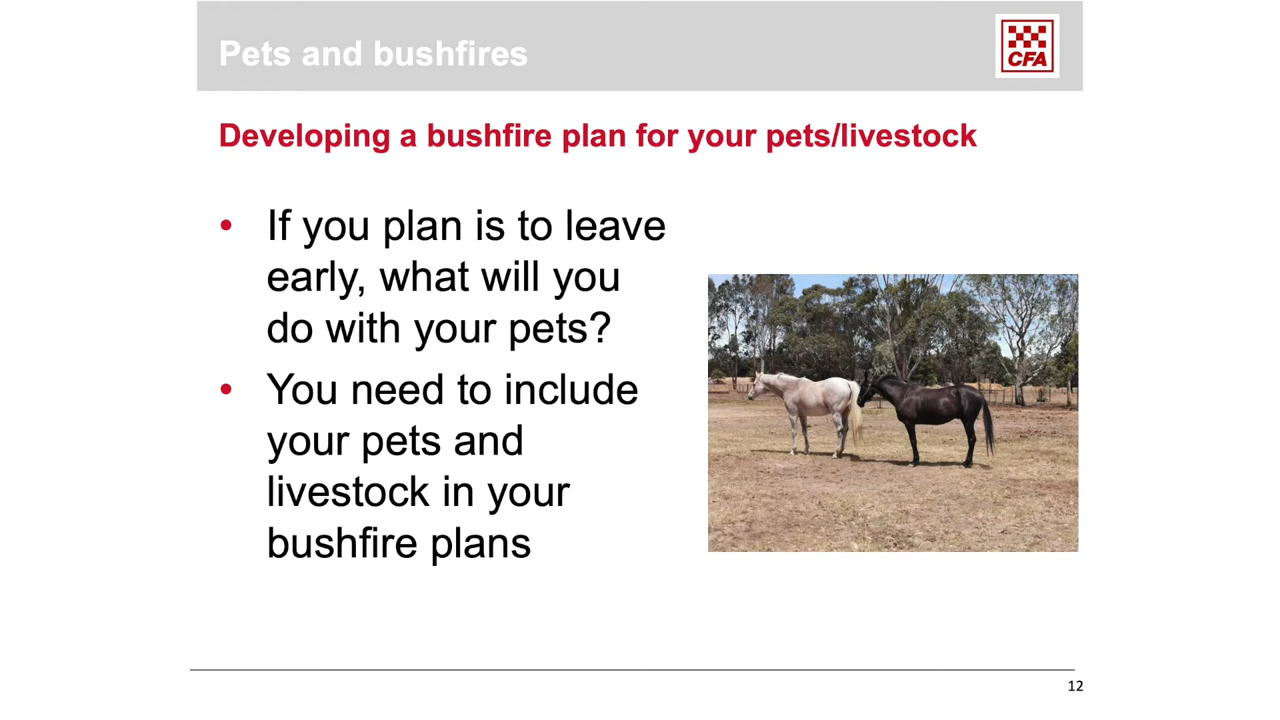 Pets and bushfires
CFA
Developing a bushfire plan for your pets/livestock
• If you plan is to leave
early, what will you
do with your pets?
• You need to include
your pets and
livestock in your
bushfire plans
12